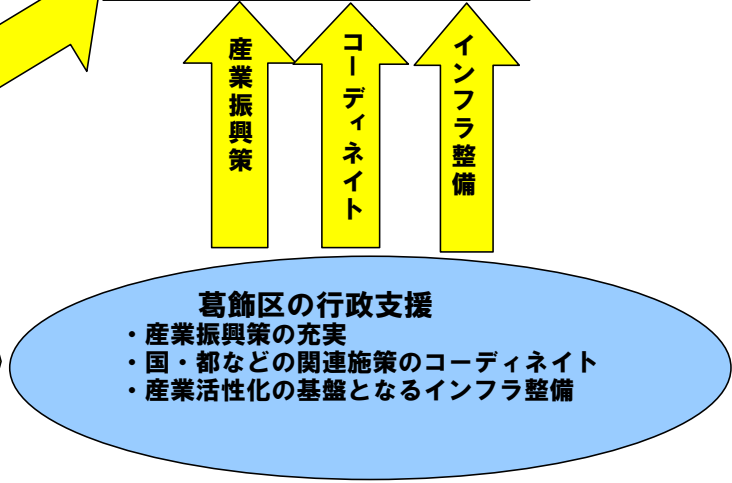 産業振興策
コーディネイト
インフラ整備
葛飾区の行政支援
・産業振興策の充実
・国・都などの関連施策のコーディネイト
・産業活性化の基盤となるインフラ整備